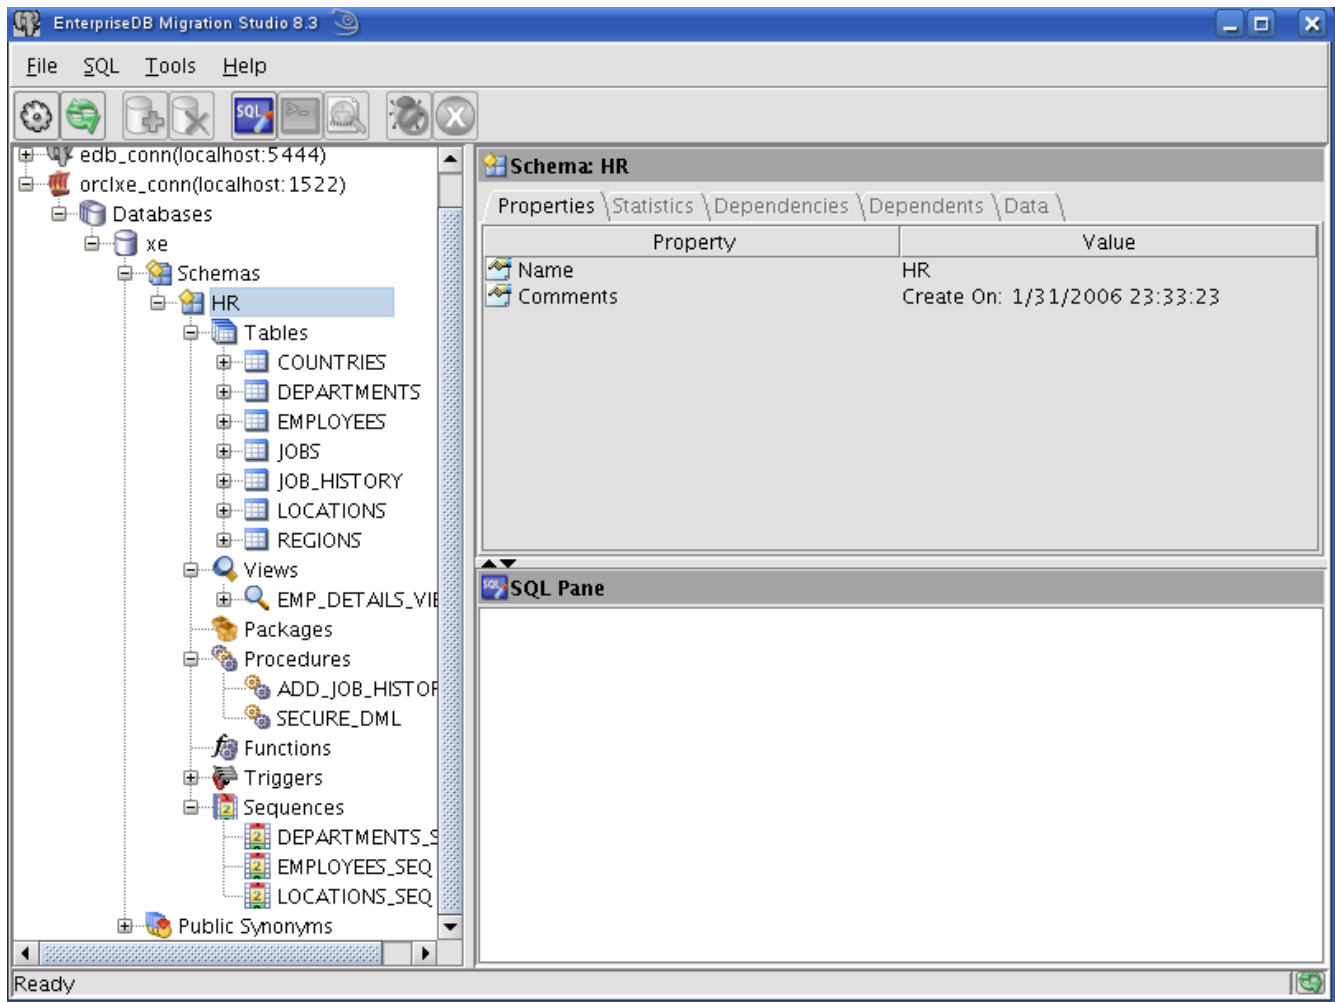 EnterpriseDB Migration Studio 8.3
File SQL Tools Help
SQL
edb_conn(localhost:5444)
orclxe_conn(localhost:1522)
Databases
xe
Schemas
HR
Tables
COUNTRIES
DEPARTMENTS
EMPLOYEES
JOBS
JOB_HISTORY
LOCATIONS
REGIONS
Views
EMP_DETAILS_VIE
Packages
Procedures
ADD_JOB_HISTOR
SECURE_DML
Functions
Triggers
Sequences
DEPARTMENTS_S
EMPLOYEES_SEQ
LOCATIONS_SEQ
Public Synonyms
Schema: HR
Properties Statistics Dependencies Dependents Data
Property Value
Name HR
Comments Create On: 1/31/2006 23:33:23
SQL Pane
Ready